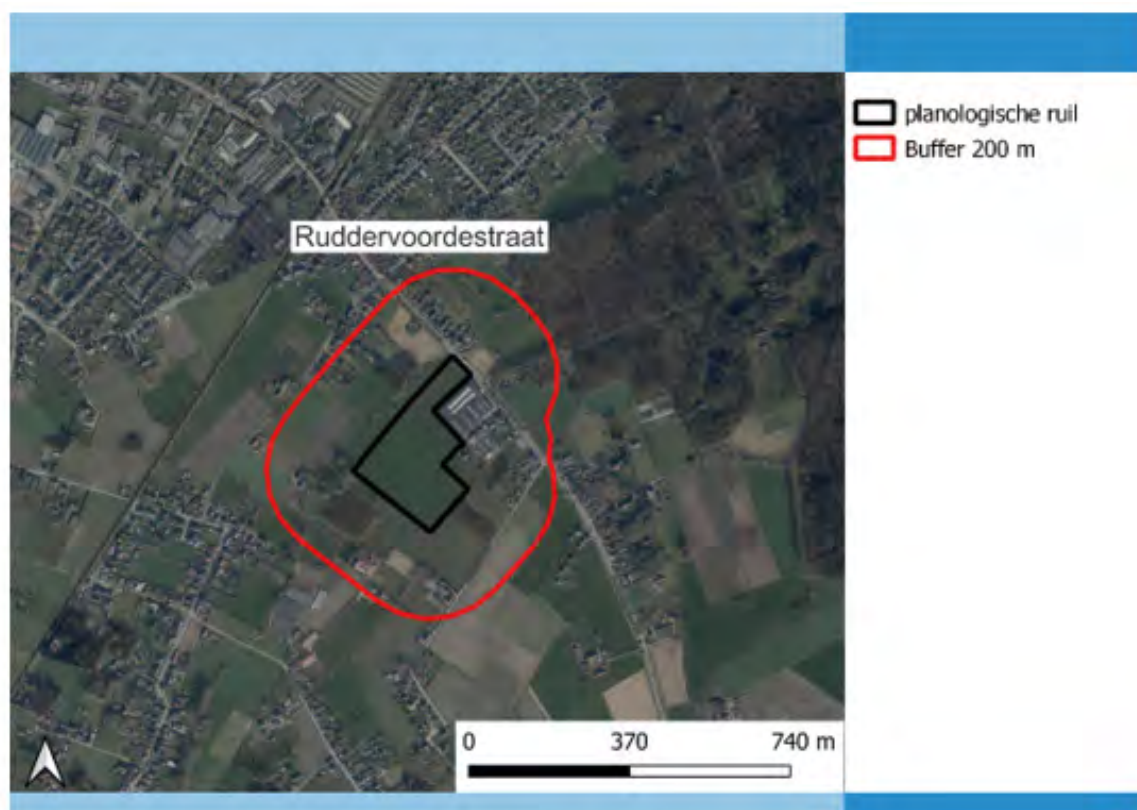 planologische ruil
Buffer 200 m
Ruddervoordestraat
0 370 740 m